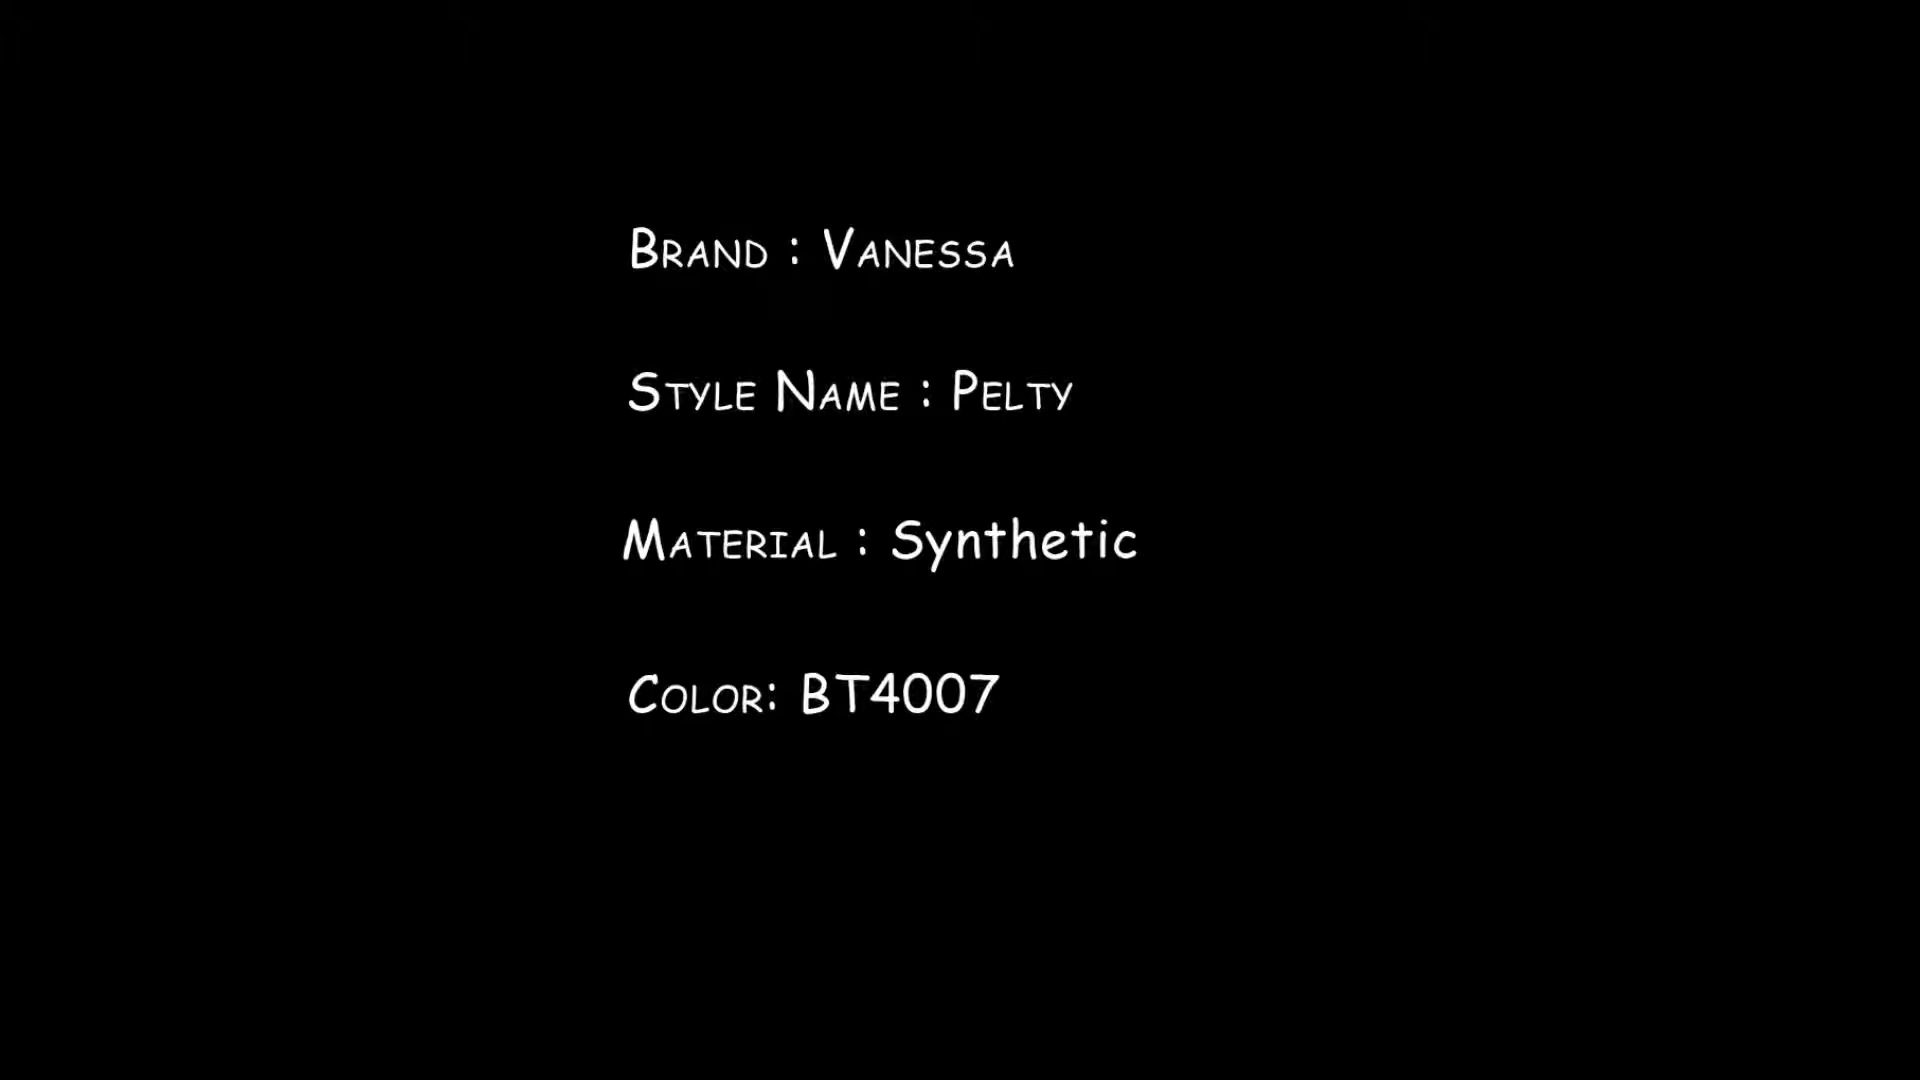 Brand : Vanessa
Style Name : Pelty
Material : Synthetic
Color: BT4007